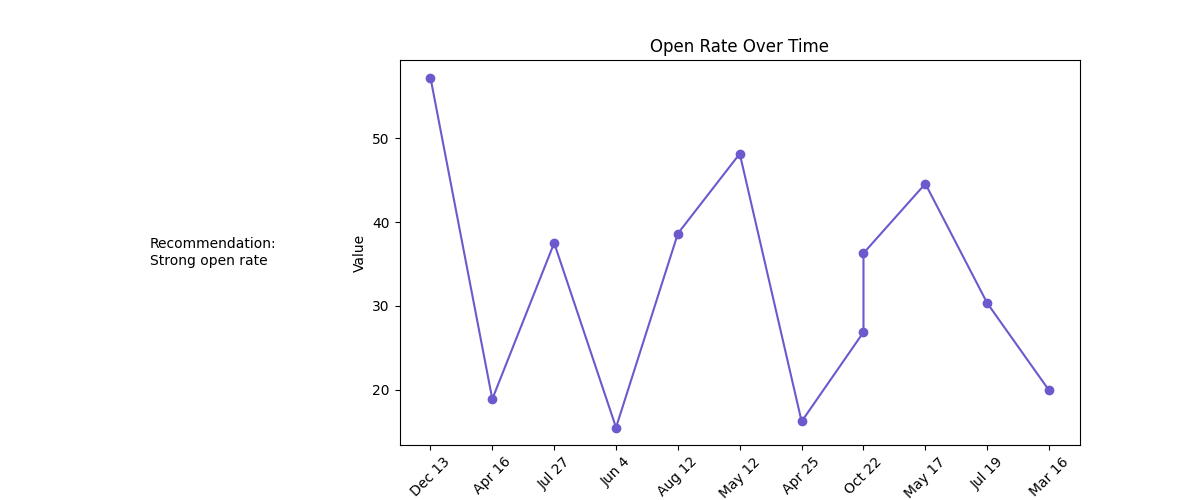 Open Rate Over Time
Recommendation:
Strong open rate
Value
50
40
30
20
Dec 13
Apr 16
Jul 27
Jun 4
Aug 12
May 12
Apr 25
Oct 22
May 17
Jul 19
Mar 16